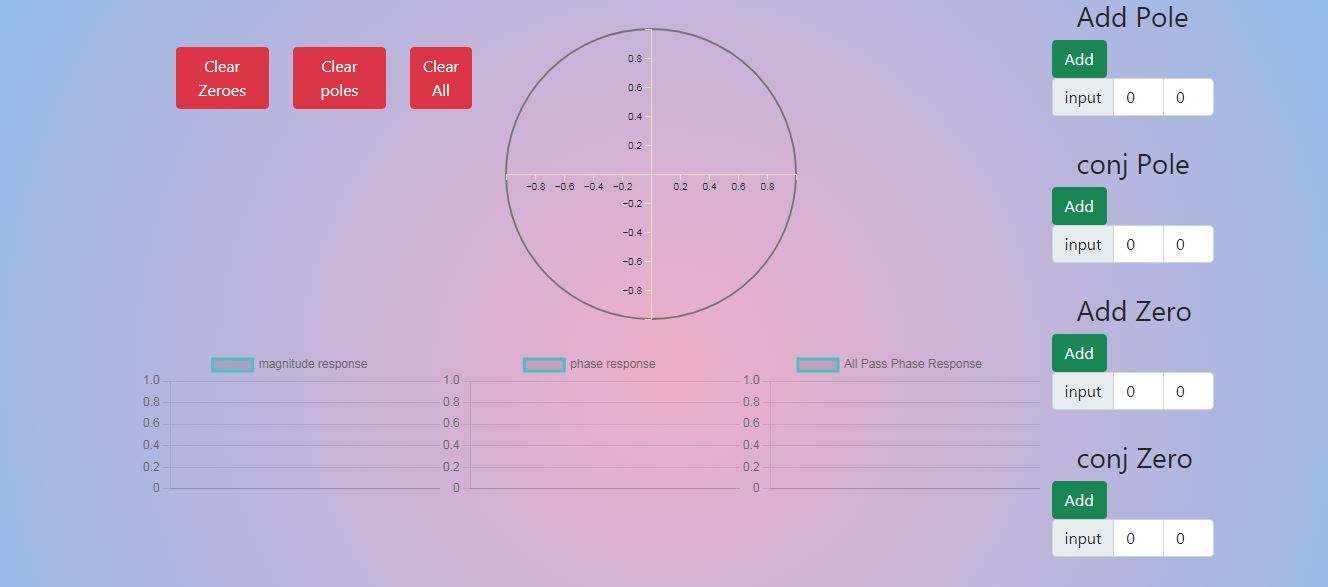 Clear
Zeroes
Clear
poles
Clear
All
0.8
0.6
0.4
0.2
−0.8 −0.6 −0.4 −0.2 0.2 0.4 0.6 0.8
−0.2
−0.4
−0.6
−0.8
magnitude response
1.0
0.8
0.6
0.4
0.2
0
phase response
1.0
0.8
0.6
0.4
0.2
0
All Pass Phase Response
1.0
0.8
0.6
0.4
0.2
0
Add Pole
Add
input 0 0
conj Pole
Add
input 0 0
Add Zero
Add
input 0 0
conj Zero
Add
input 0 0